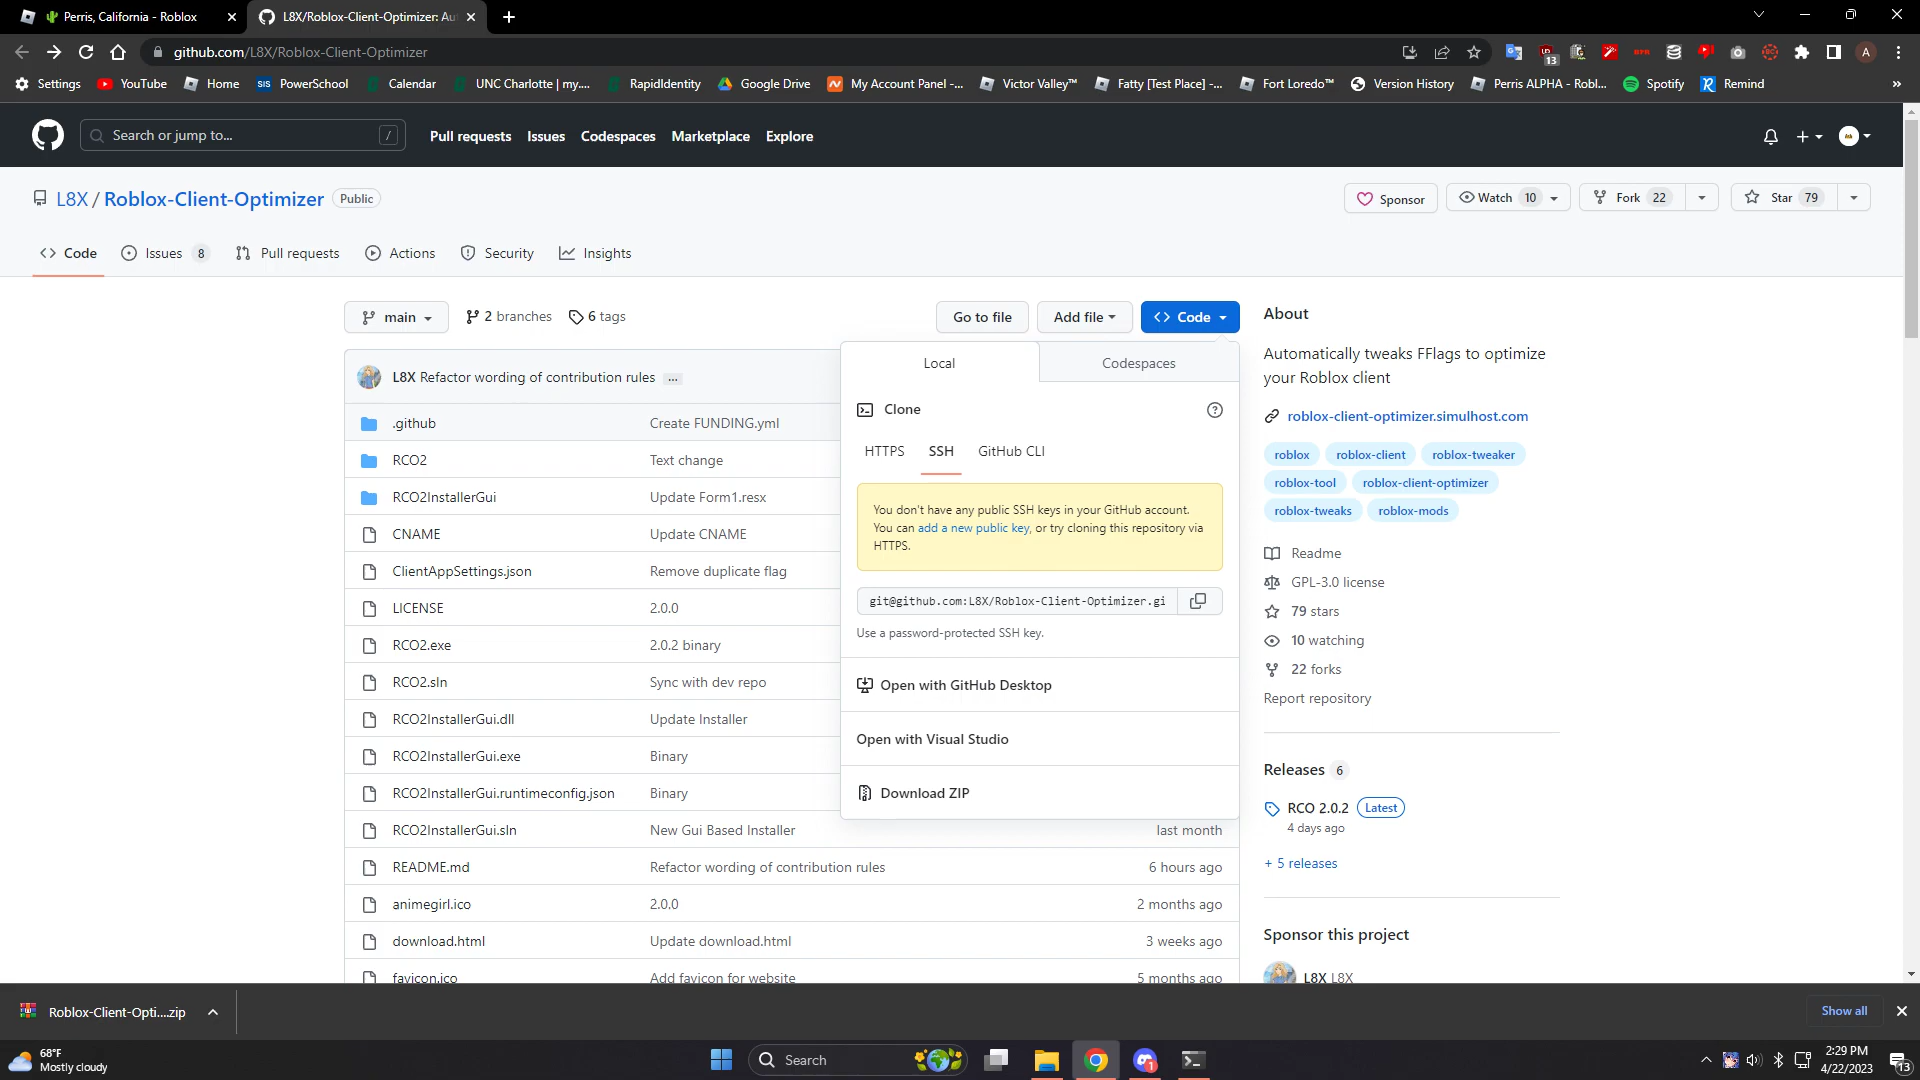 Perris, California - Roblox
L8X/Roblox-Client-Optimizer: Au
github.com/L8X/Roblox-Client-Optimizer
13
A
Settings
YouTube
Home
SIS PowerSchool
Calendar
UNC Charlotte | my....
RapidIdentity
Google Drive
My Account Panel -...
Victor Valley™
Fatty [Test Place] -...
Fort Loredo™
Version History
Perris ALPHA - Robl...
Spotify
Remind
»
Search or jump to...
/
Pull requests
Issues
Codespaces
Marketplace
Explore
L8X / Roblox-Client-Optimizer
Public
Sponsor
Watch 10
Fork 22
Star 79
Code
Issues 8
Pull requests
Actions
Security
Insights
main
2 branches
6 tags
Go to file
Add file
Code
L8X Refactor wording of contribution rules ...
.github Create FUNDING.yml
RCO2 Text change
RCO2InstallerGui Update Form1.resx
CNAME Update CNAME
ClientAppSettings.json Remove duplicate flag
LICENSE 2.0.0
RCO2.exe 2.0.2 binary
RCO2.sln Sync with dev repo
RCO2InstallerGui.dll Update Installer
RCO2InstallerGui.exe Binary
RCO2InstallerGui.runtimeconfig.json Binary
RCO2InstallerGui.sln New Gui Based Installer last month
README.md Refactor wording of contribution rules 6 hours ago
animegirl.ico 2.0.0 2 months ago
download.html Update download.html 3 weeks ago
favicon.ico Add favicon for website 5 months ago
Local
Codespaces
Clone
HTTPS
SSH
GitHub CLI
You don't have any public SSH keys in your GitHub account.
You can add a new public key, or try cloning this repository via
HTTPS.
git@github.com:L8X/Roblox-Client-Optimizer.gi
Use a password-protected SSH key.
Open with GitHub Desktop
Open with Visual Studio
Download ZIP
About
Automatically tweaks FFlags to optimize
your Roblox client
roblox-client-optimizer.simulhost.com
roblox roblox-client roblox-tweaker
roblox-tool roblox-client-optimizer
roblox-tweaks roblox-mods
Readme
GPL-3.0 license
79 stars
10 watching
22 forks
Report repository
Releases 6
RCO 2.0.2 Latest
4 days ago
+ 5 releases
Sponsor this project
L8X L8X
Roblox-Client-Opti....zip
Show all
68°F
Mostly cloudy
Search
1
2:29 PM
4/22/2023
13